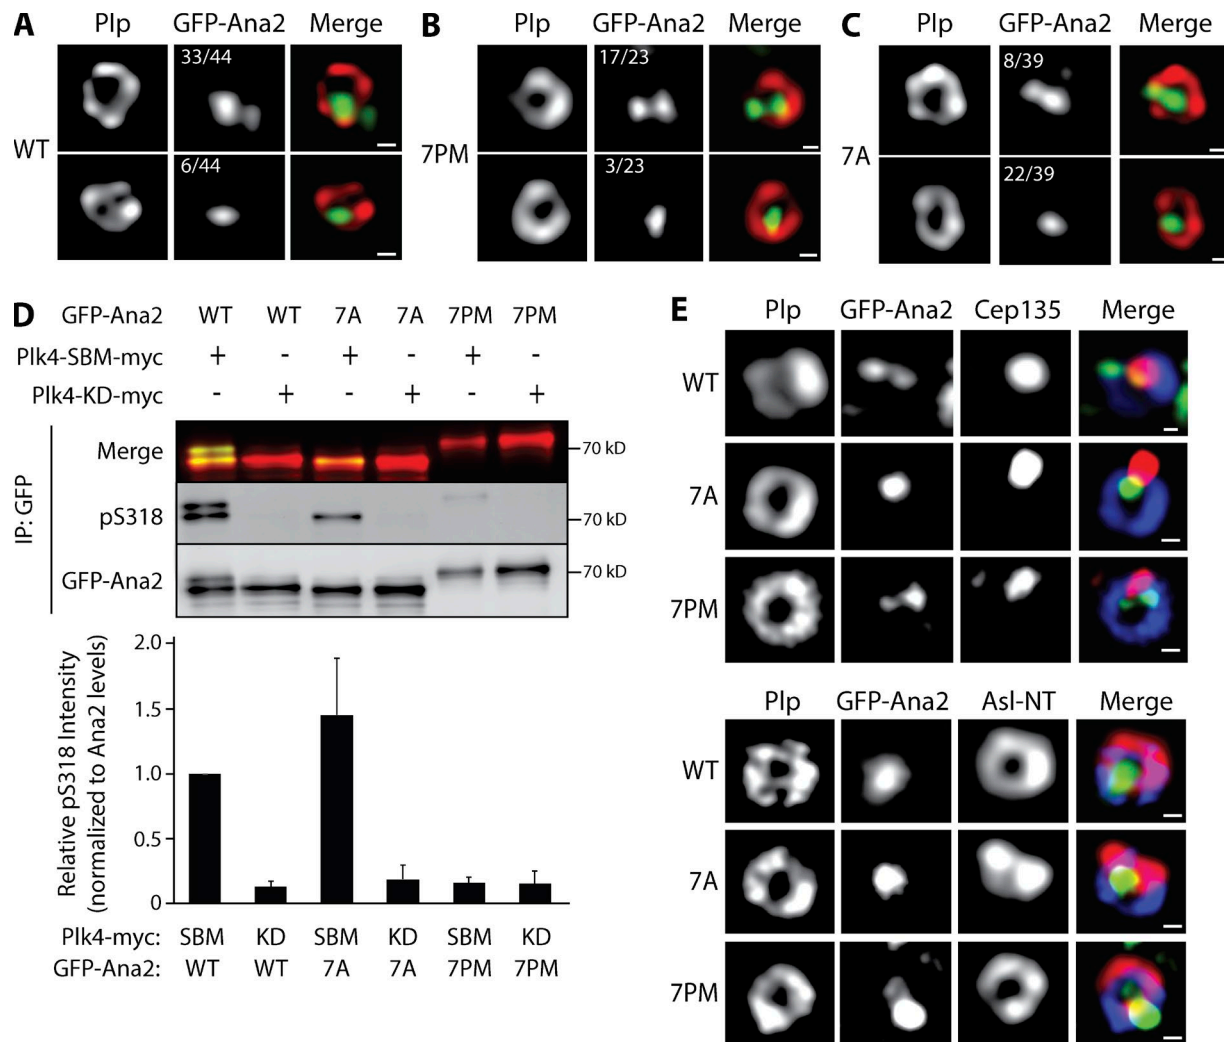 A
Plp GFP-Ana2 Merge
WT
33/44
6/44
B
Plp GFP-Ana2 Merge
7PM
17/23
3/23
C
Plp GFP-Ana2 Merge
7A
8/39
22/39
D
GFP-Ana2 WT WT 7A 7A 7PM 7PM
Plk4-SBM-myc + - + - + -
Plk4-KD-myc - + - + - +
IP: GFP
Merge 70 kD
pS318 70 kD
GFP-Ana2 70 kD
Relative pS318 Intensity
(normalized to Ana2 levels)
2.0
1.5
1.0
0.5
0
Plk4-myc: SBM KD SBM KD SBM KD
GFP-Ana2: WT WT 7A 7A 7PM 7PM
E
Plp GFP-Ana2 Cep135 Merge
WT
7A
7PM
Plp GFP-Ana2 Asl-NT Merge
WT
7A
7PM